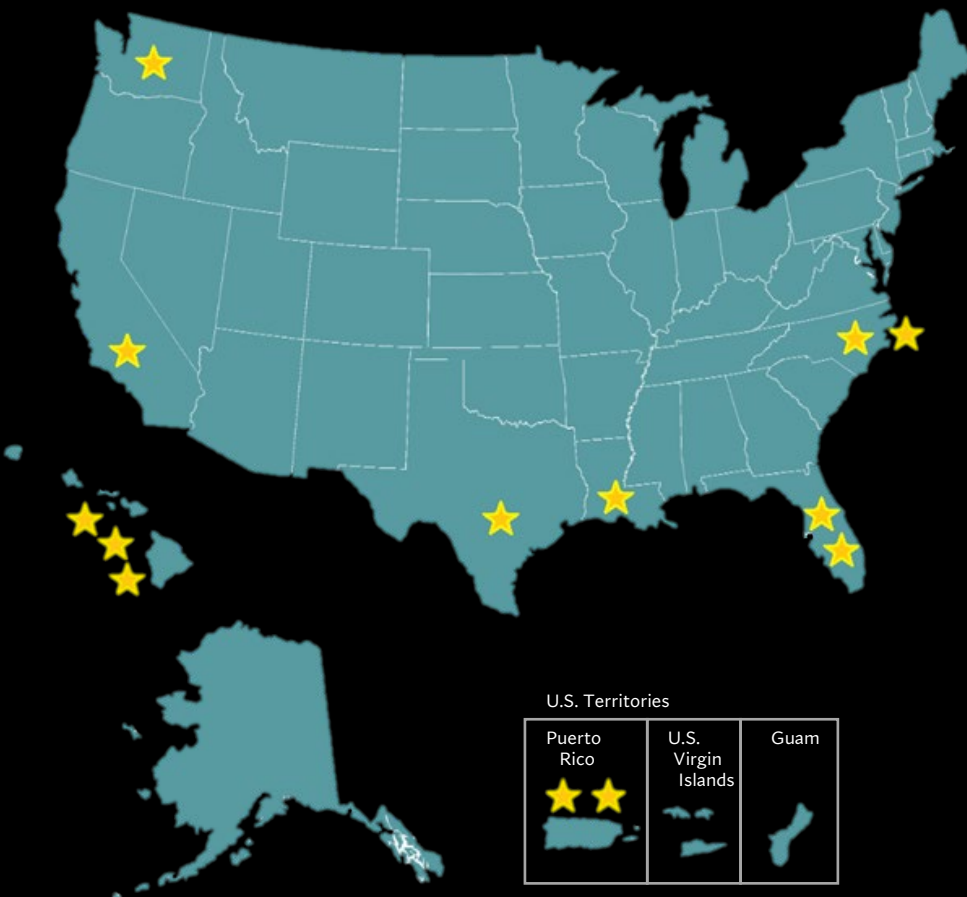 U.S. Territories
Puerto
Rico
U.S.
Virgin
Islands
Guam